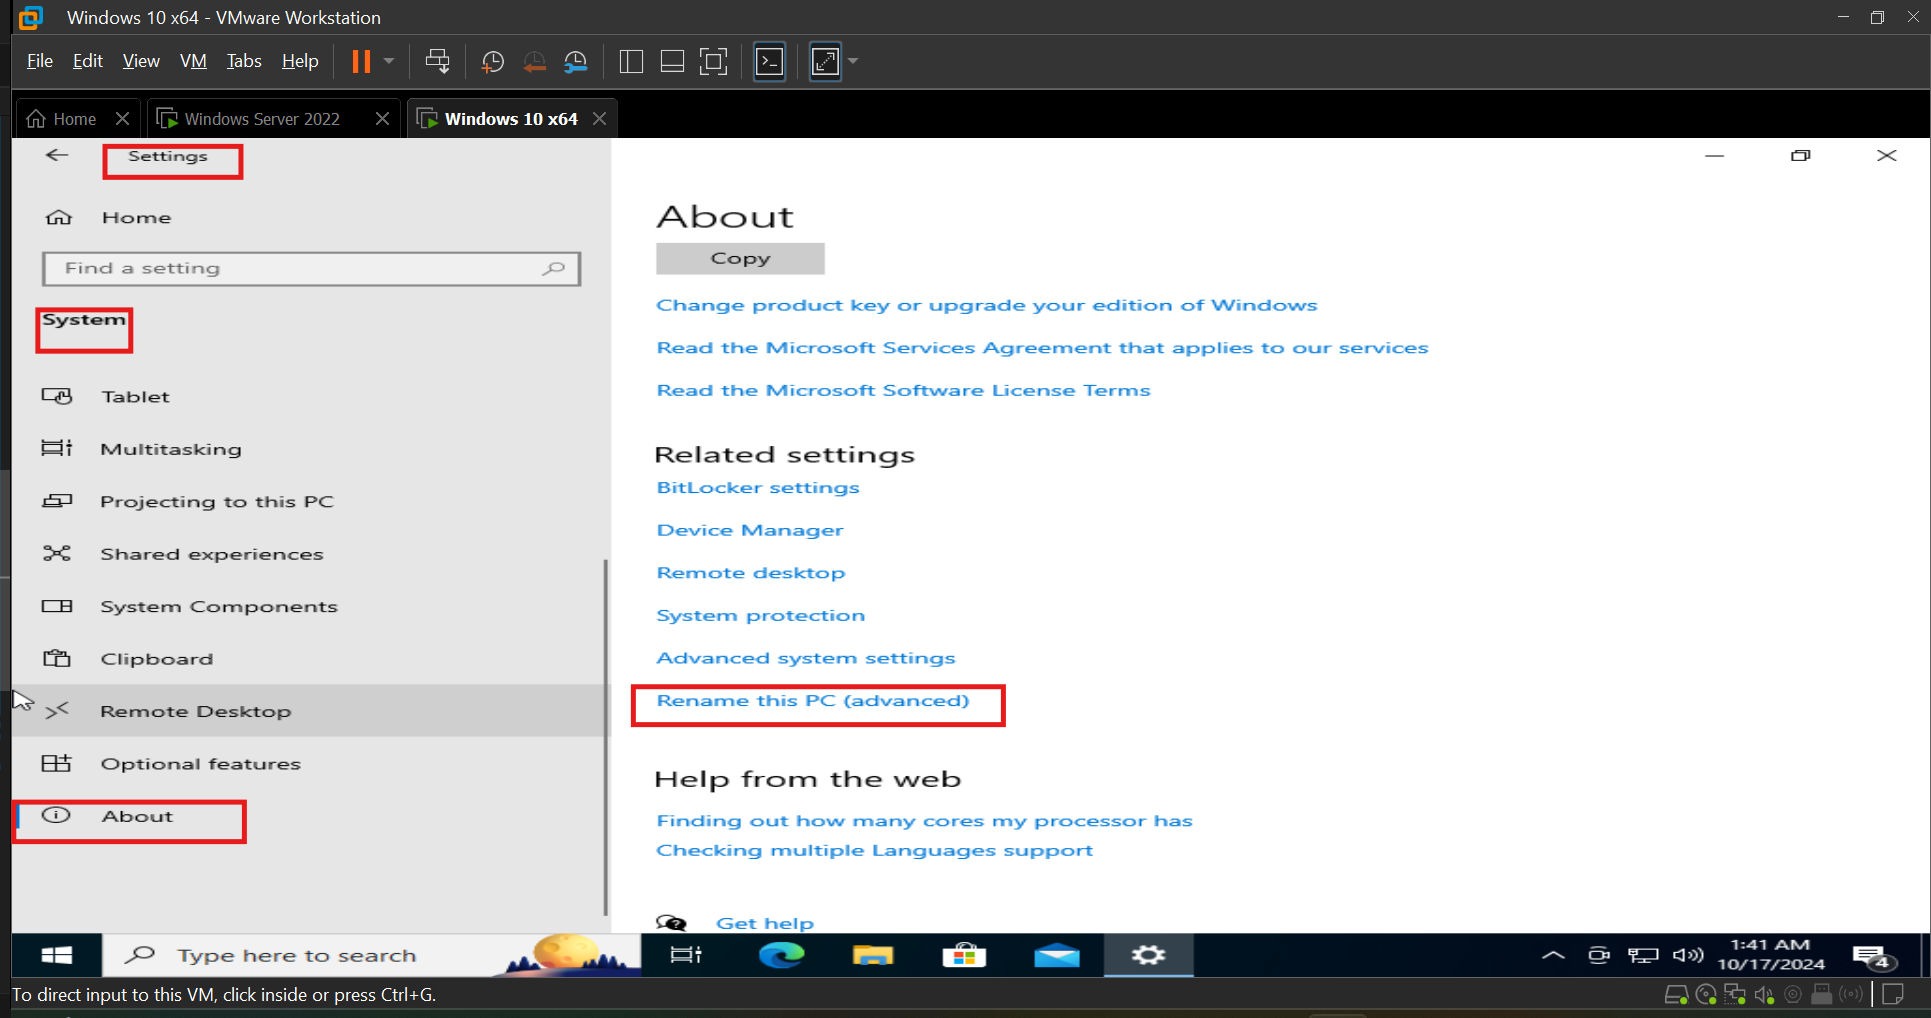 Windows 10 x64 - VMware Workstation
File Edit View VM Tabs Help
Home Windows Server 2022 Windows 10 x64
Settings
Home
Find a setting
System
Tablet
Multitasking
Projecting to this PC
Shared experiences
System Components
Clipboard
Remote Desktop
Optional features
About
About
Copy
Change product key or upgrade your edition of Windows
Read the Microsoft Services Agreement that applies to our services
Read the Microsoft Software License Terms
Related settings
BitLocker settings
Device Manager
Remote desktop
System protection
Advanced system settings
Rename this PC (advanced)
Help from the web
Finding out how many cores my processor has
Checking multiple Languages support
Get help
Type here to search
1:41 AM
10/17/2024
4
To direct input to this VM, click inside or press Ctrl+G.